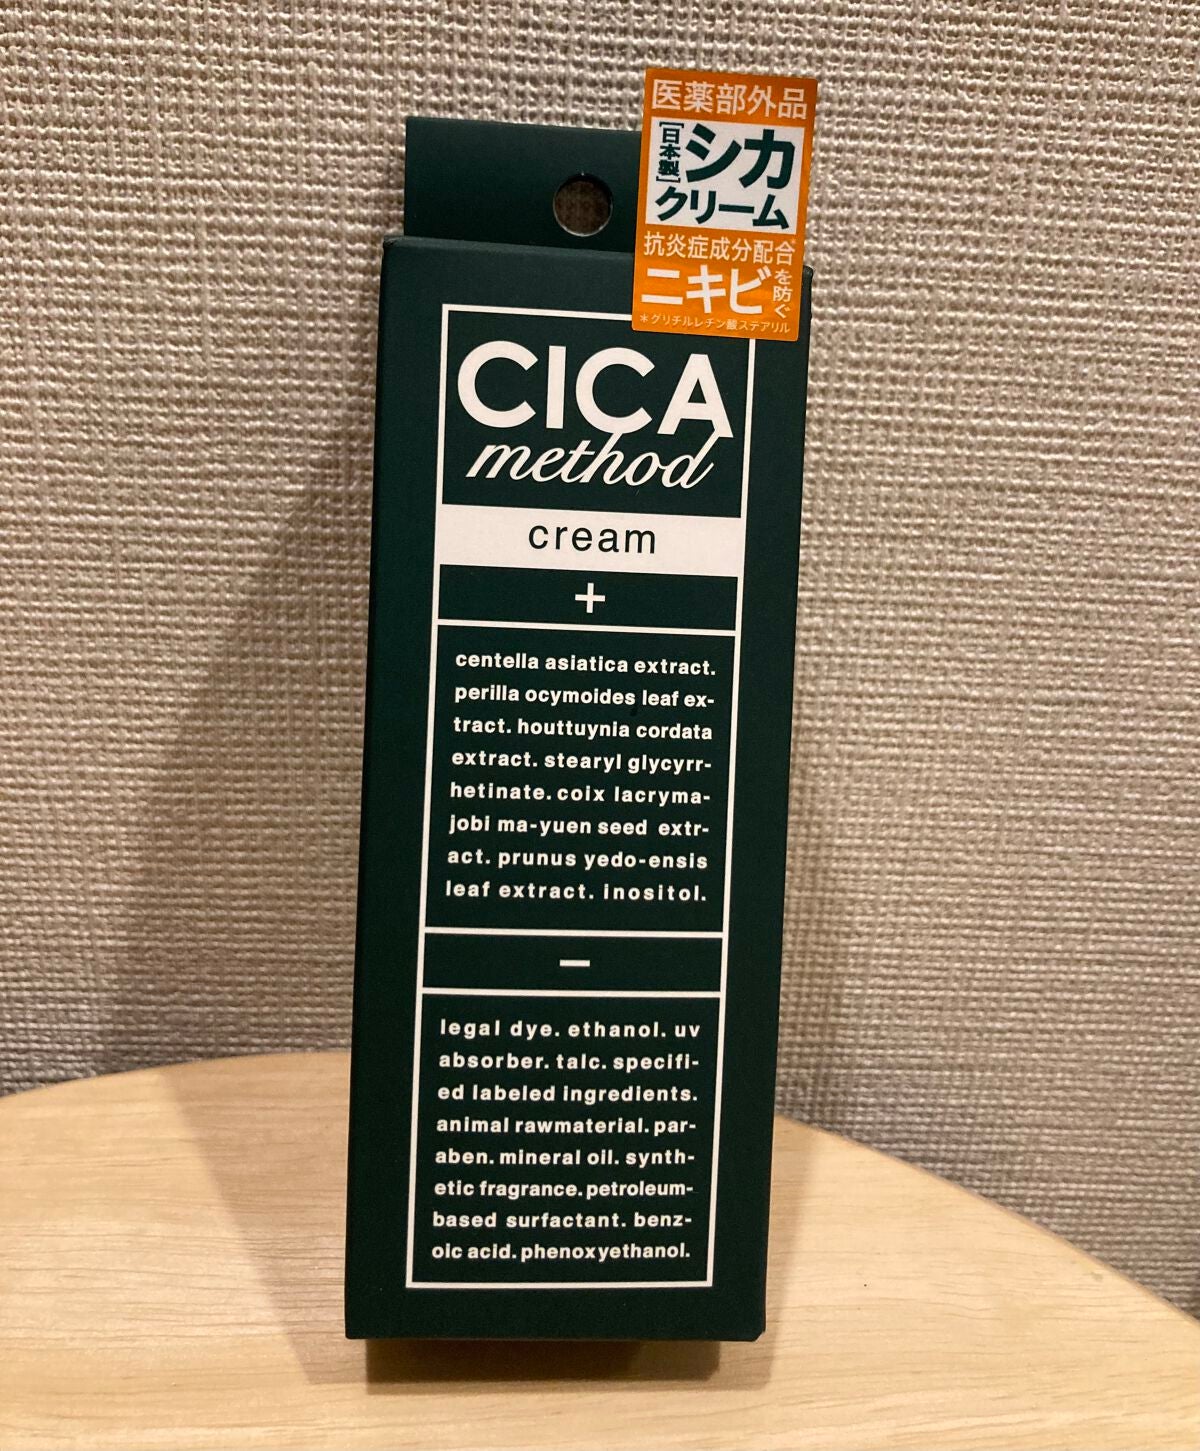 医薬部外品
[日本製]
シカ
クリーム
抗炎症成分配合*
ニキビを防ぐ
*グリチルレチン酸ステアリル
CICA
method
cream
+
centella asiatica extract.
perilla ocymoides leaf ex-
tract. houttuynia cordata
extract. stearyl glycyrr-
hetinate. coix lacryma-
jobi ma-yuen seed extr-
act. prunus yedo-ensis
leaf extract. inositol.
−
legal dye. ethanol. uv
absorber. talc. specifi-
ed labeled ingredients.
animal rawmaterial. par-
aben. mineral oil. synth-
etic fragrance. petroleum-
based surfactant. benz-
oic acid. phenoxyethanol.